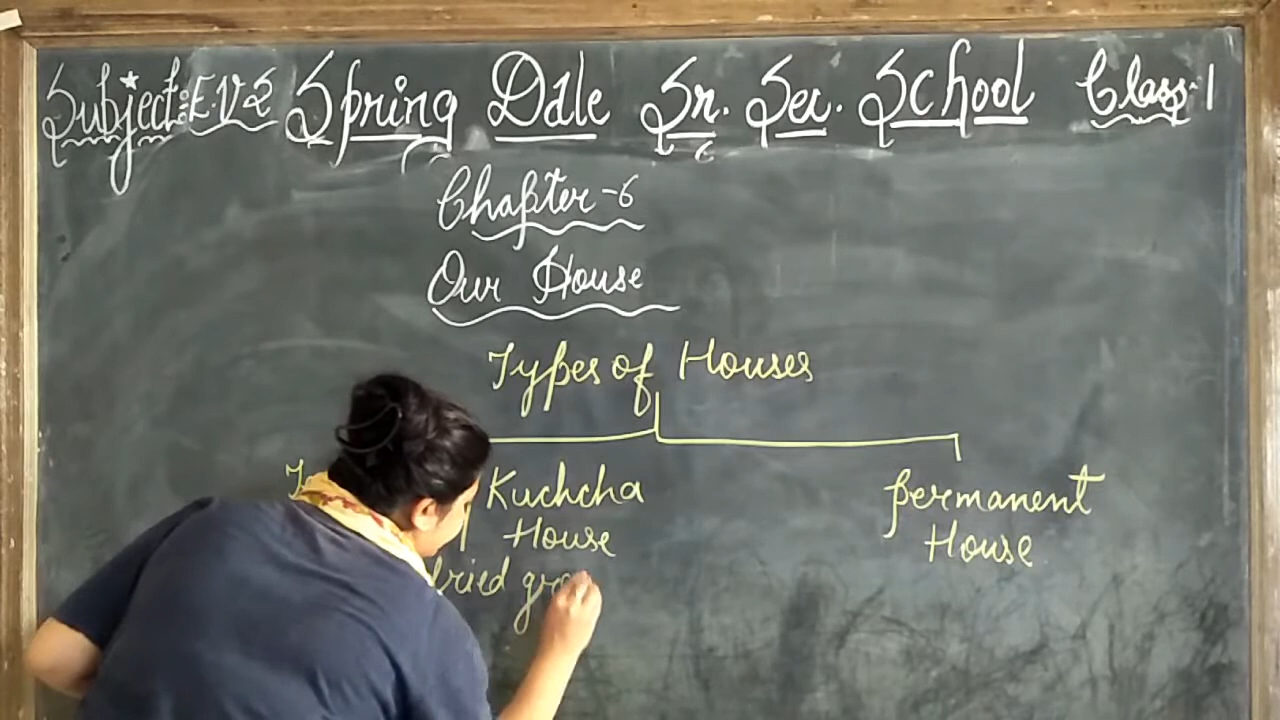 Subject:E.V.S Spring Dale Sr. Sec. School Class-1
Chapter-6
Our House
Types of Houses
Kuchcha permanent
House House
dried